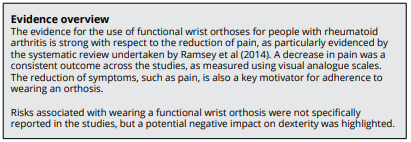 Evidence overview
The evidence for the use of functional wrist orthoses for people with rheumatoid
arthritis is strong with respect to the reduction of pain, as particularly evidenced by
the systematic review undertaken by Ramsey et al (2014). A decrease in pain was a
consistent outcome across the studies, as measured using visual analogue scales.
The reduction of symptoms, such as pain, is also a key motivator for adherence to
wearing an orthosis.
Risks associated with wearing a functional wrist orthosis were not specifically
reported in the studies, but a potential negative impact on dexterity was highlighted.